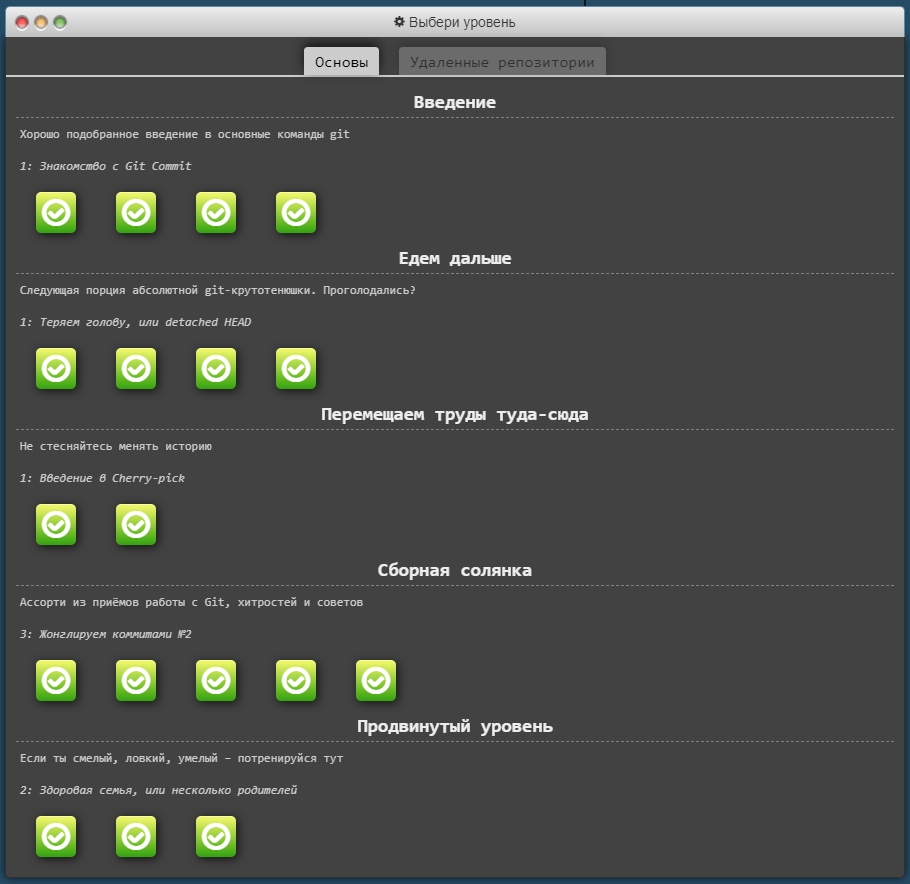 Выбери уровень
Основы
Удаленные репозитории
Введение
Хорошо подобранное введение в основные команды git
1: Знакомство с Git Commit
Едем дальше
Следующая порция абсолютной git-крутотенюшки. Проголодались?
1: Теряем голову, или detached HEAD
Перемещаем труды туда-сюда
Не стесняйтесь менять историю
1: Введение в Cherry-pick
Сборная солянка
Ассорти из приёмов работы с Git, хитростей и советов
3: Жонглируем коммитами №2
Продвинутый уровень
Если ты смелый, ловкий, умелый – потренируйся тут
2: Здоровая семья, или несколько родителей